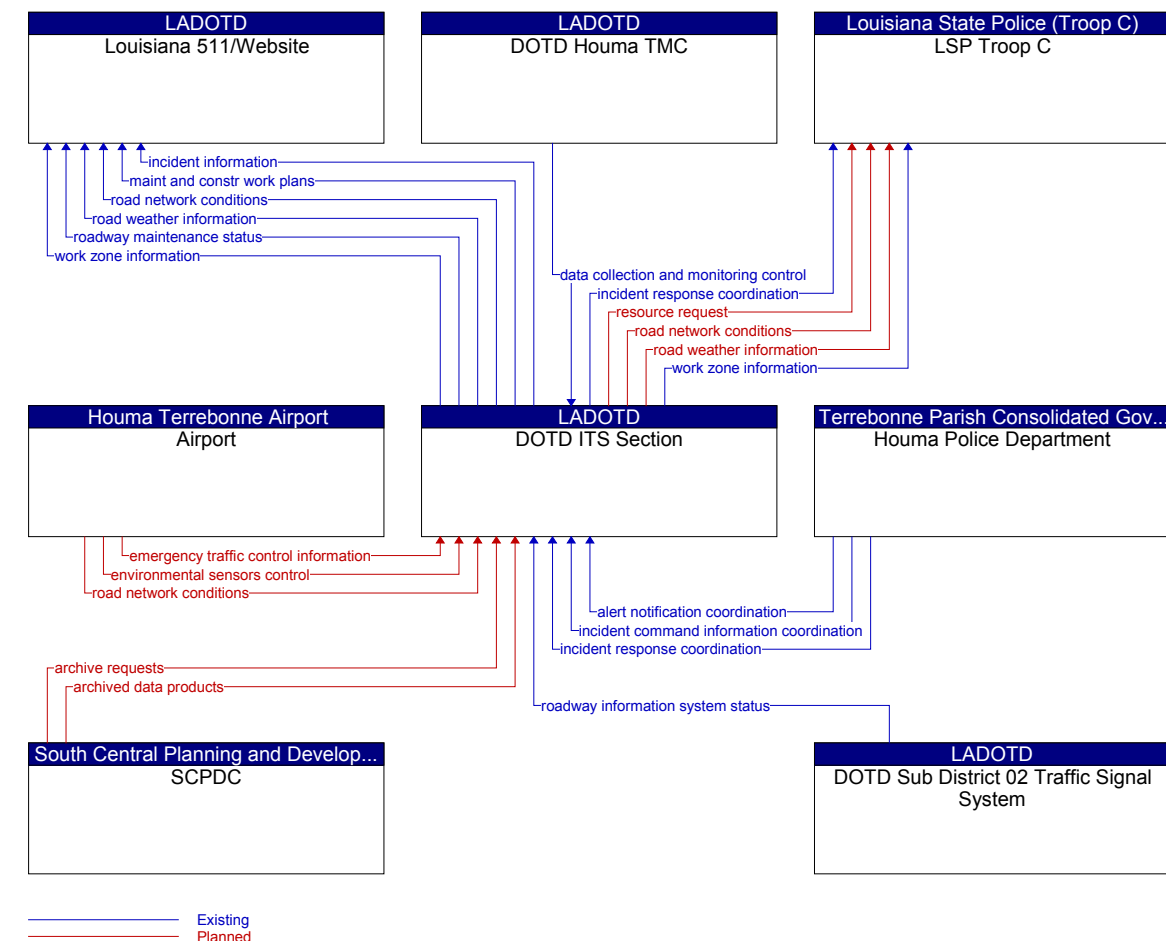 LADOTD
Louisiana 511/Website
LADOTD
DOTD Houma TMC
Louisiana State Police (Troop C)
LSP Troop C
incident information
maint and constr work plans
road network conditions
road weather information
roadway maintenance status
work zone information
data collection and monitoring control
incident response coordination
resource request
road network conditions
road weather information
work zone information
Houma Terrebonne Airport
Airport
LADOTD
DOTD ITS Section
Terrebonne Parish Consolidated Gov...
Houma Police Department
emergency traffic control information
environmental sensors control
road network conditions
alert notification coordination
incident command information coordination
incident response coordination
archive requests
archived data products
roadway information system status
South Central Planning and Develop...
SCPDC
LADOTD
DOTD Sub District 02 Traffic Signal
System
Existing
Planned